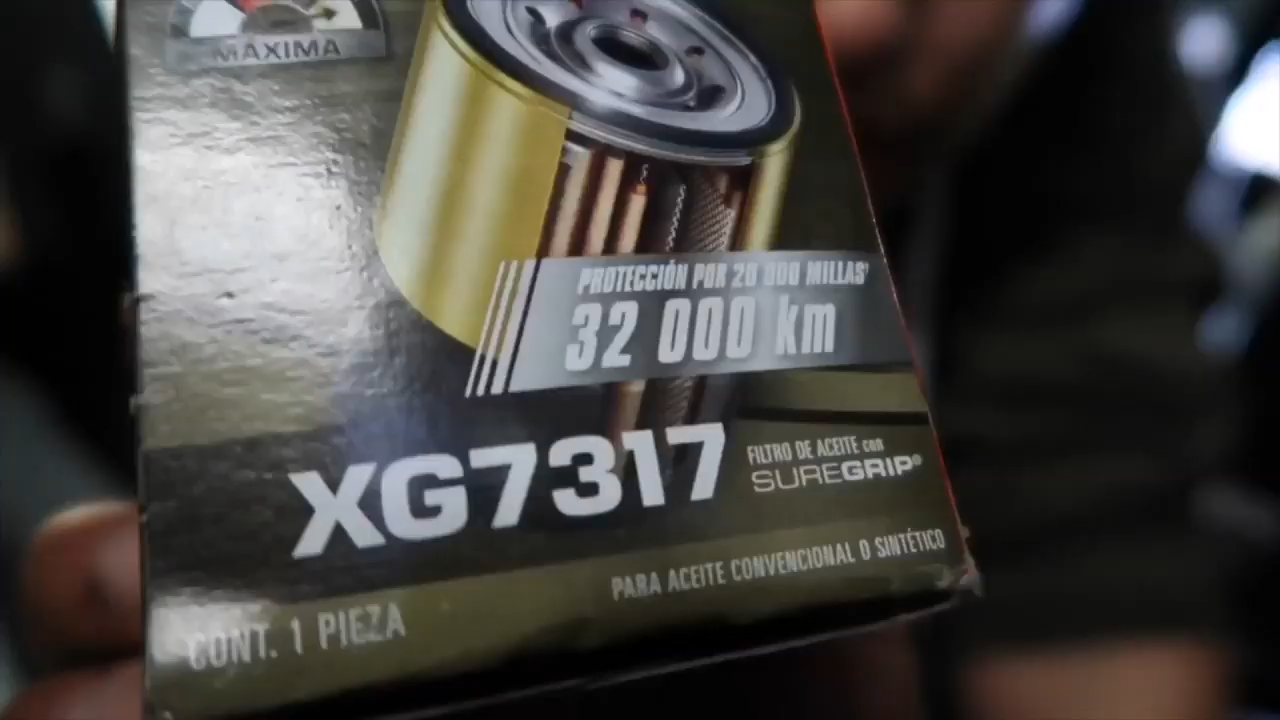 MÁXIMA
PROTECCIÓN POR 20 000 MILLAS†
32 000 km
XG7317
FILTRO DE ACEITE con
SUREGRIP®
PARA ACEITE CONVENCIONAL O SINTÉTICO
CONT. 1 PIEZA